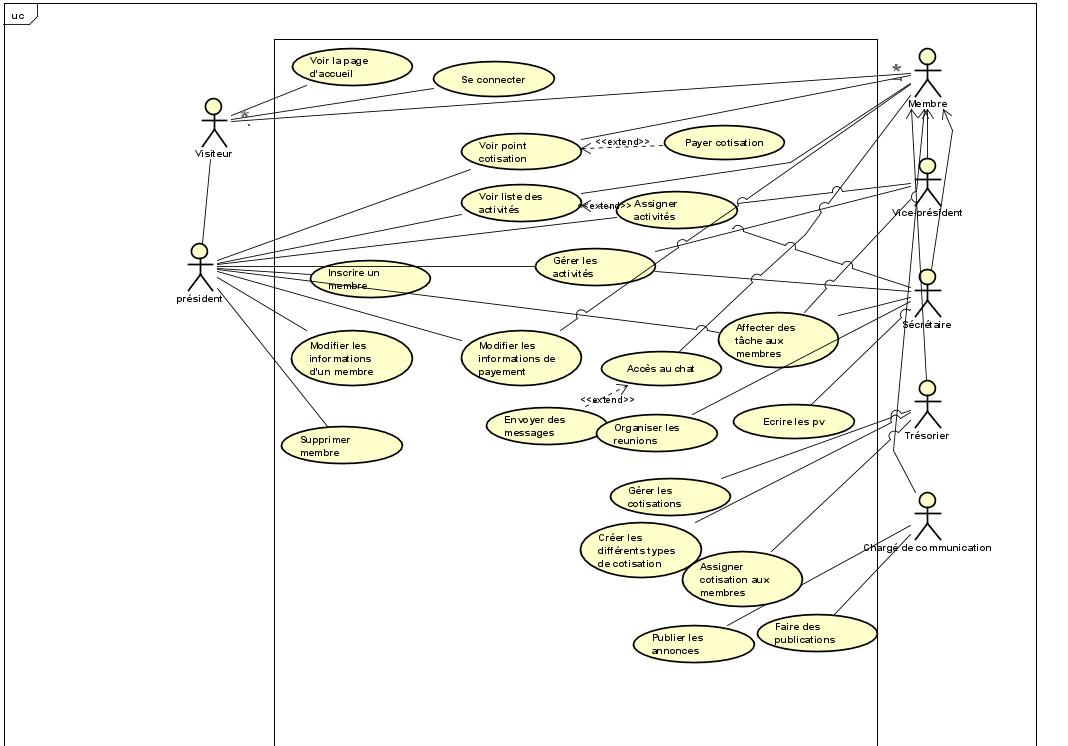 uc
Voir la page
d'accueil
Se connecter
*
Membre
*
Visiteur
Voir point
cotisation
<<extend>>
Payer cotisation
Voir liste des
activités
<<extend>>
Assigner
activités
Vice-président
président
Inscrire un
membre
Gérer les
activités
Sécrétaire
Modifier les
informations
d'un membre
Modifier les
informations de
payement
Affecter des
tâche aux
membres
Accès au chat
<<extend>>
Envoyer des
messages
Organiser les
reunions
Ecrire les pv
Trésorier
Supprimer
membre
Gérer les
cotisations
Créer les
différents types
de cotisation
Assigner
cotisation aux
membres
Chargé de communication
Publier les
annonces
Faire des
publications